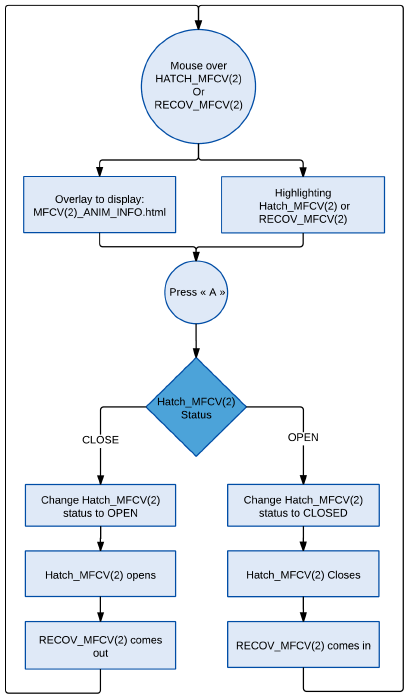 Mouse over
HATCH_MFCV(2)
Or
RECOV_MFCV(2)
Overlay to display:
MFCV(2)_ANIM_INFO.html
Highlighting
Hatch_MFCV(2) or
RECOV_MFCV(2)
Press « A »
Hatch_MFCV(2)
Status
CLOSE
OPEN
Change Hatch_MFCV(2)
status to OPEN
Change Hatch_MFCV(2)
status to CLOSED
Hatch_MFCV(2) opens
Hatch_MFCV(2) Closes
RECOV_MFCV(2) comes
out
RECOV_MFCV(2) comes in